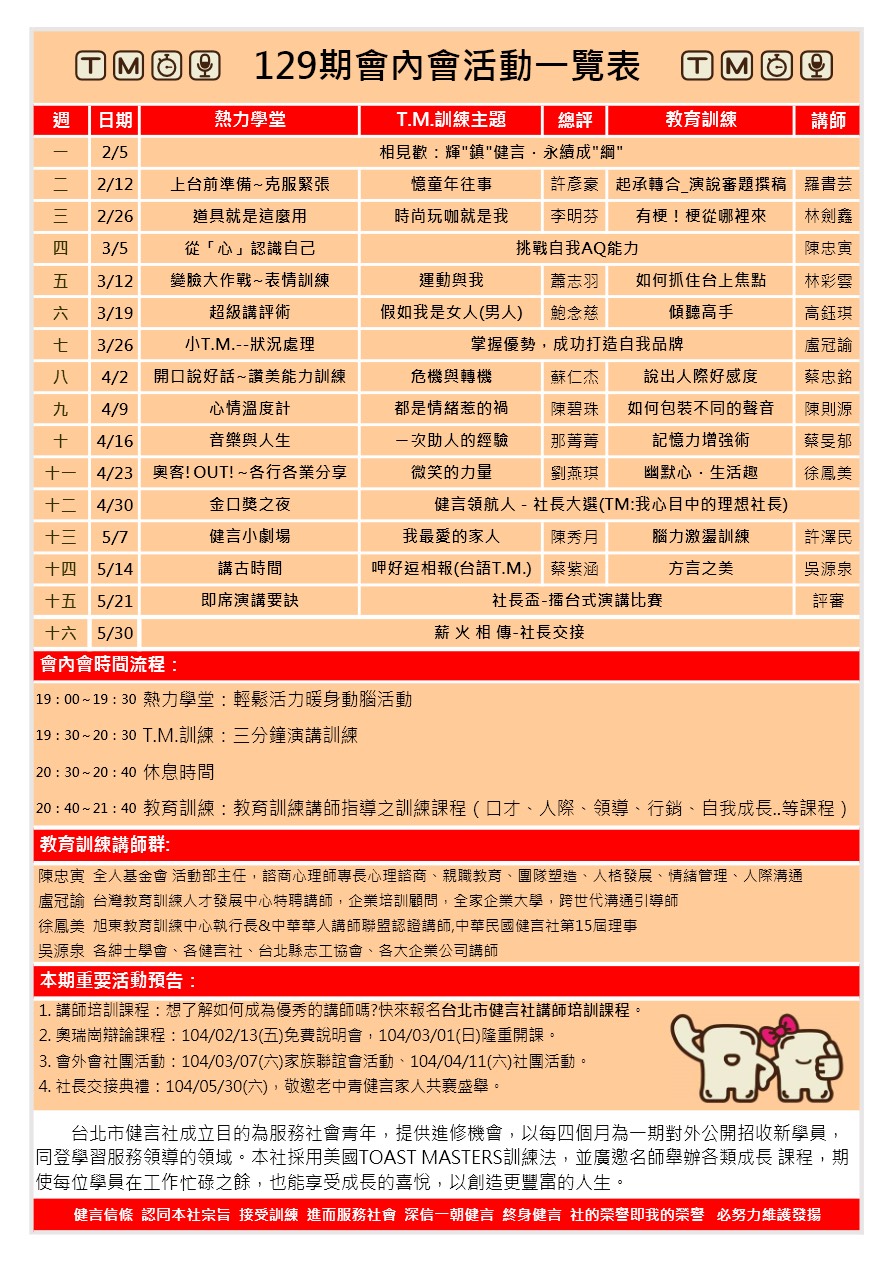 T M 129期會內會活動一覽表 T M
週 日期 熱力學堂 T.M.訓練主題 總評 教育訓練 講師
一 2/5 相見歡：輝"鎮"健言．永續成"綱"
二 2/12 上台前準備~克服緊張 憶童年往事 許彥豪 起承轉合_演說審題撰稿 羅書芸
三 2/26 道具就是這麼用 時尚玩咖就是我 李明芬 有梗！梗從哪裡來 林劍鑫
四 3/5 從「心」認識自己 挑戰自我AQ能力 陳忠寅
五 3/12 變臉大作戰~表情訓練 運動與我 蕭志羽 如何抓住台上焦點 林彩雲
六 3/19 超級講評術 假如我是女人(男人) 鮑念慈 傾聽高手 高鈺琪
七 3/26 小T.M.--狀況處理 掌握優勢，成功打造自我品牌 盧冠諭
八 4/2 開口說好話~讚美能力訓練 危機與轉機 蘇仁杰 說出人際好感度 蔡忠銘
九 4/9 心情溫度計 都是情緒惹的禍 陳碧珠 如何包裝不同的聲音 陳則源
十 4/16 音樂與人生 一次助人的經驗 那菁菁 記憶力增強術 蔡旻郁
十一 4/23 奧客! OUT! ~各行各業分享 微笑的力量 劉燕琪 幽默心．生活趣 徐鳳美
十二 4/30 金口獎之夜 健言領航人 - 社長大選(TM:我心目中的理想社長)
十三 5/7 健言小劇場 我最愛的家人 陳秀月 腦力激盪訓練 許澤民
十四 5/14 講古時間 呷好逗相報(台語T.M.) 蔡紫涵 方言之美 吳源泉
十五 5/21 即席演講要訣 社長盃-擂台式演講比賽 評審
十六 5/30 薪 火 相 傳-社長交接
會內會時間流程：
19：00~19：30 熱力學堂：輕鬆活力暖身動腦活動
19：30~20：30 T.M.訓練：三分鐘演講訓練
20：30~20：40 休息時間
20：40~21：40 教育訓練：教育訓練講師指導之訓練課程（口才、人際、領導、行銷、自我成長..等課程）
教育訓練講師群:
陳忠寅 全人基金會 活動部主任，諮商心理師專長心理諮商、親職教育、團隊塑造、人格發展、情緒管理、人際溝通
盧冠諭 台灣教育訓練人才發展中心特聘講師，企業培訓顧問，全家企業大學，跨世代溝通引導師
徐鳳美 旭東教育訓練中心執行長&中華華人講師聯盟認證講師,中華民國健言社第15屆理事
吳源泉 各紳士學會、各健言社、台北縣志工協會、各大企業公司講師
本期重要活動預告：
1. 講師培訓課程：想了解如何成為優秀的講師嗎?快來報名台北市健言社講師培訓課程。
2. 奧瑞崗辯論課程：104/02/13(五)免費說明會，104/03/01(日)隆重開課。
3. 會外會社團活動：104/03/07(六)家族聯誼會活動、104/04/11(六)社團活動。
4. 社長交接典禮：104/05/30(六)，敬邀老中青健言家人共襄盛舉。
台北市健言社成立目的為服務社會青年，提供進修機會，以每四個月為一期對外公開招收新學員，
同登學習服務領導的領域。本社採用美國TOAST MASTERS訓練法，並廣邀名師舉辦各類成長 課程，期
使每位學員在工作忙碌之餘，也能享受成長的喜悅，以創造更豐富的人生。
健言信條 認同本社宗旨 接受訓練 進而服務社會 深信一朝健言 終身健言 社的榮譽即我的榮譽 必努力維護發揚